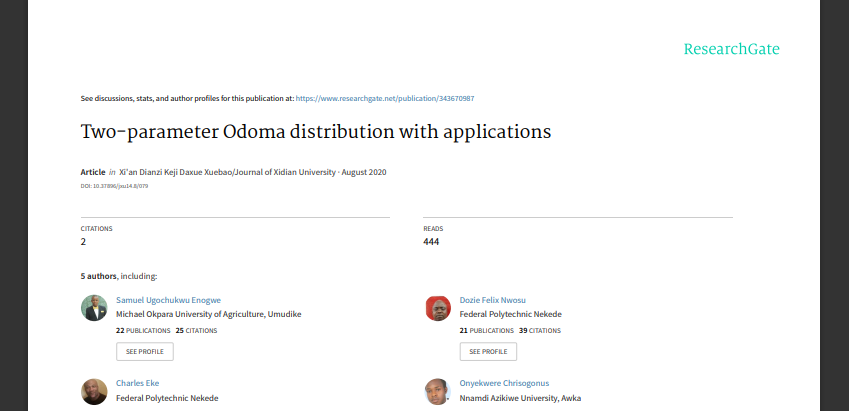 ResearchGate
See discussions, stats, and author profiles for this publication at: https://www.researchgate.net/publication/343670987
Two-parameter Odoma distribution with applications
Article in Xi'an Dianzi Keji Daxue Xuebao/Journal of Xidian University · August 2020
DOI: 10.37896/jxu14.8/079
CITATIONS
2
READS
444
5 authors, including:
Samuel Ugochukwu Enogwe
Michael Okpara University of Agriculture, Umudike
22 PUBLICATIONS 25 CITATIONS
SEE PROFILE
Dozie Felix Nwosu
Federal Polytechnic Nekede
21 PUBLICATIONS 39 CITATIONS
SEE PROFILE
Charles Eke
Federal Polytechnic Nekede
Onyekwere Chrisogonus
Nnamdi Azikiwe University, Awka